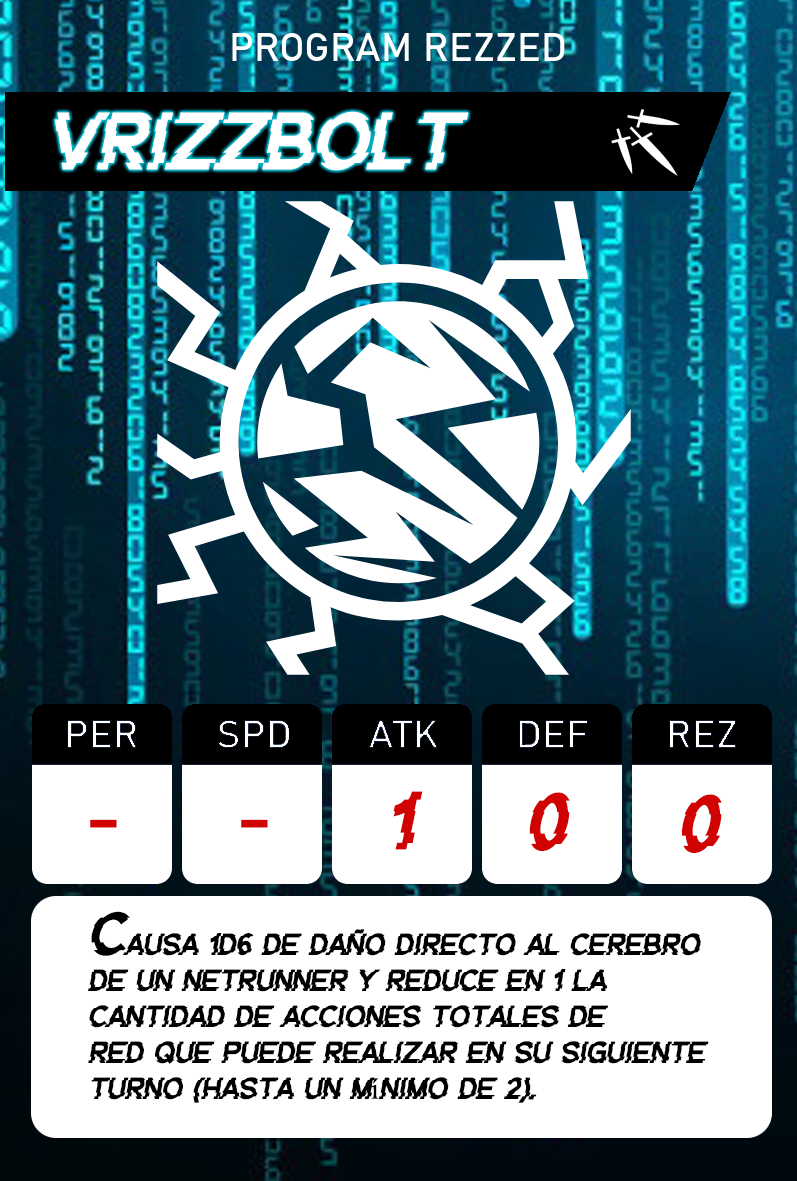 PROGRAM REZZED
VRIZZBOLT
PER SPD ATK DEF REZ
- - 1 0 0
CAUSA 1D6 DE DAÑO DIRECTO AL CEREBRO
DE UN NETRUNNER Y REDUCE EN 1 LA
CANTIDAD DE ACCIONES TOTALES DE
RED QUE PUEDE REALIZAR EN SU SIGUIENTE
TURNO (HASTA UN MíNIMO DE 2).